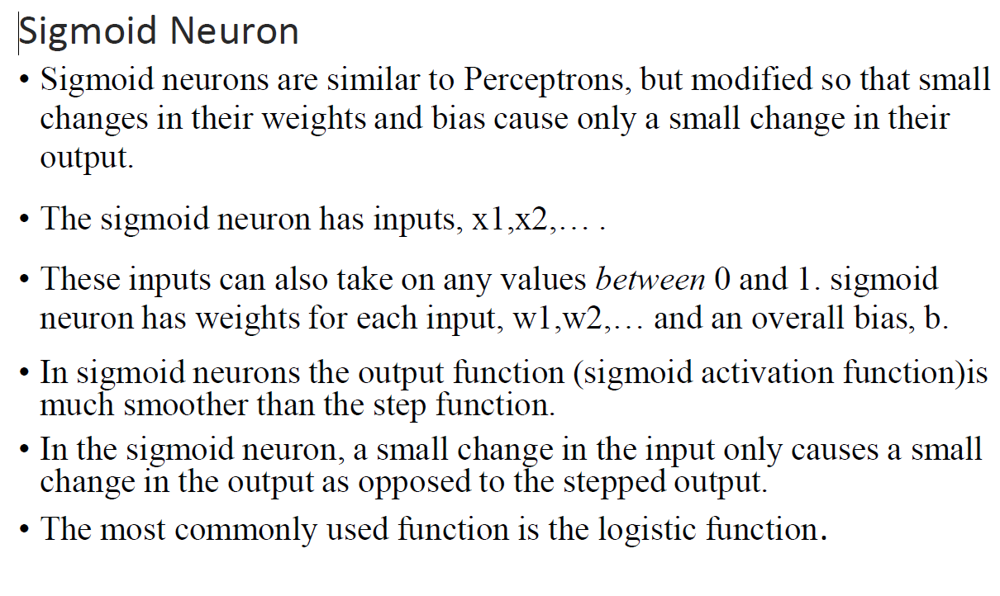 Sigmoid Neuron
• Sigmoid neurons are similar to Perceptrons, but modified so that small
changes in their weights and bias cause only a small change in their
output.
• The sigmoid neuron has inputs, x1,x2,… .
• These inputs can also take on any values between 0 and 1. sigmoid
neuron has weights for each input, w1,w2,… and an overall bias, b.
• In sigmoid neurons the output function (sigmoid activation function)is
much smoother than the step function.
• In the sigmoid neuron, a small change in the input only causes a small
change in the output as opposed to the stepped output.
• The most commonly used function is the logistic function.